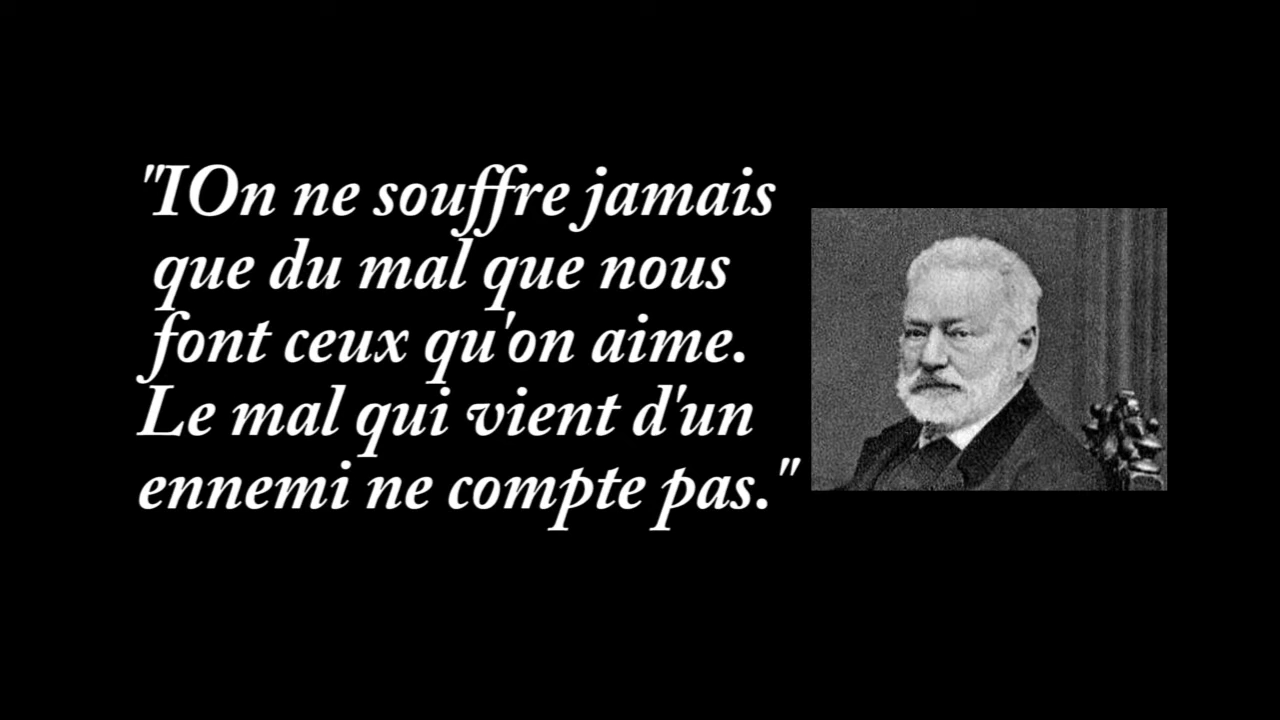 "IOn ne souffre jamais
que du mal que nous
font ceux qu'on aime.
Le mal qui vient d'un
ennemi ne compte pas."